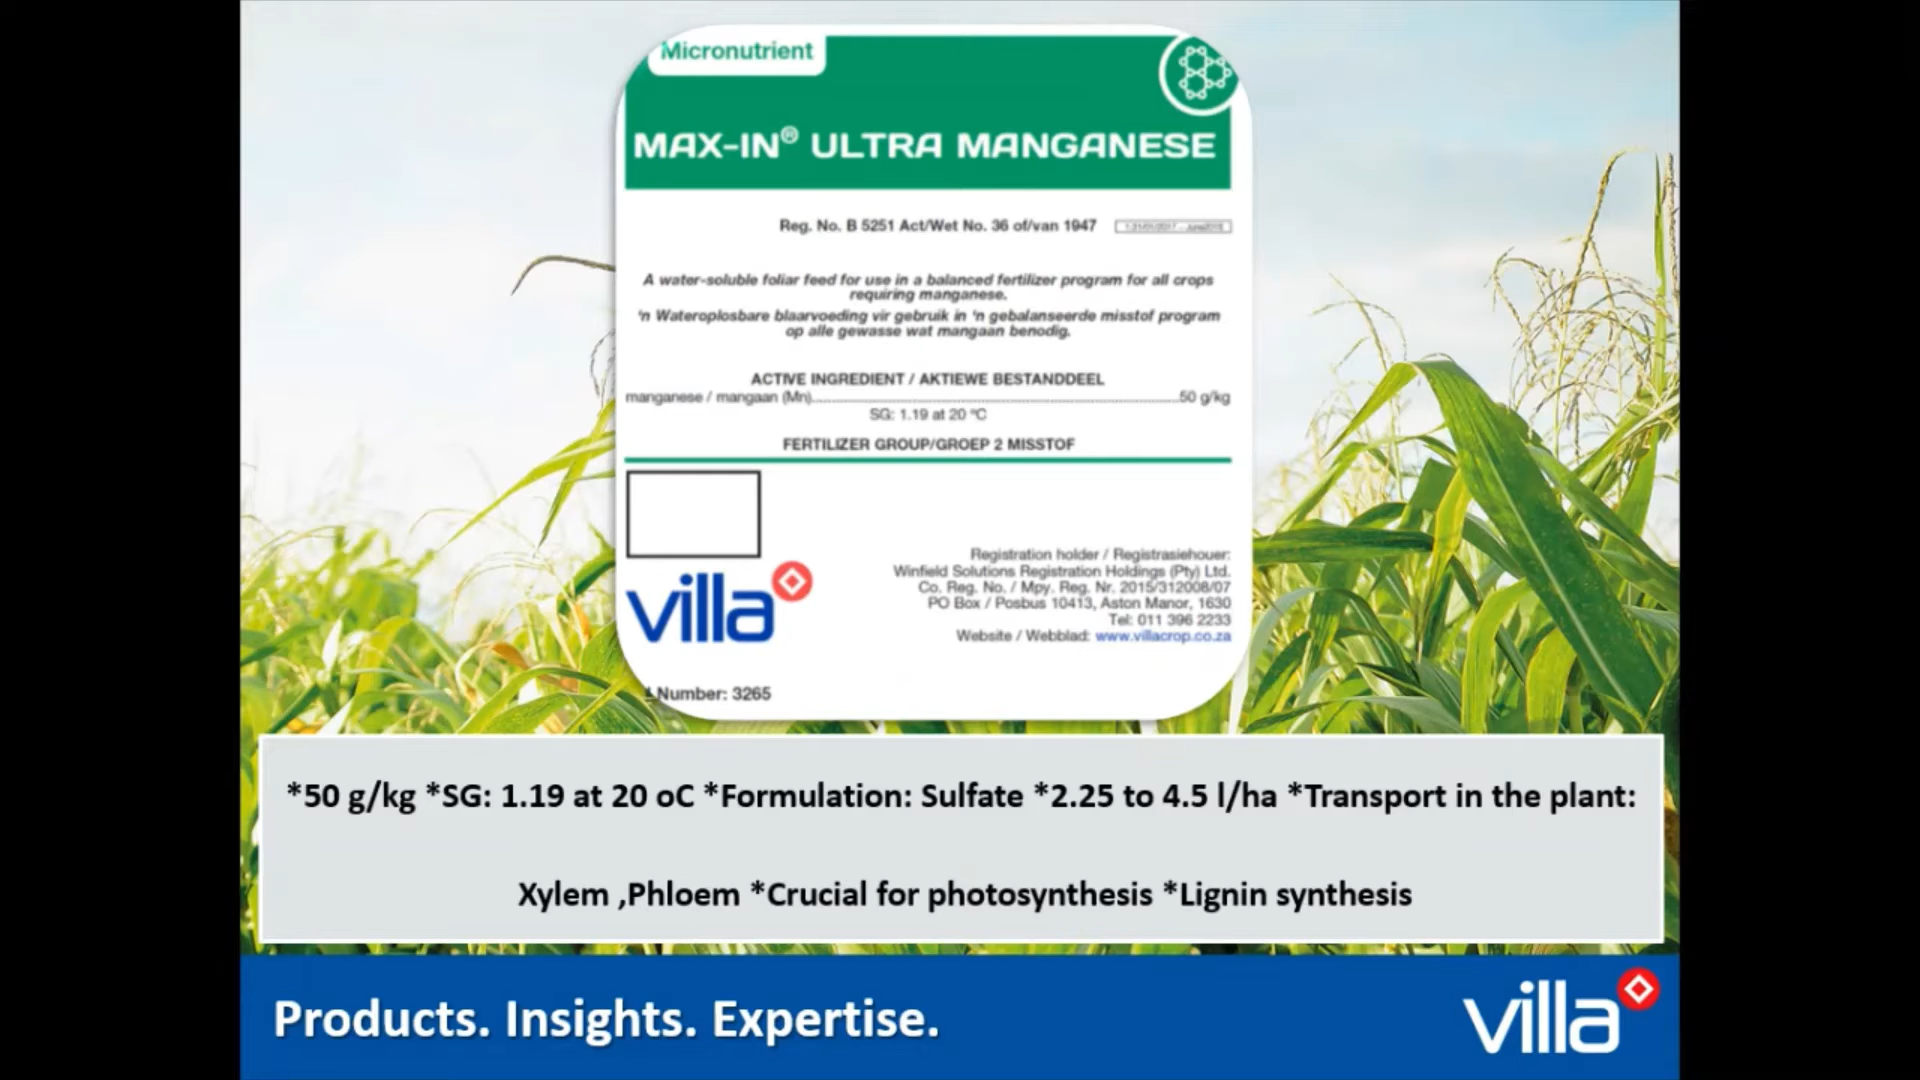 Micronutrient
MAX-IN® ULTRA MANGANESE
Reg. No. B 5251 Act/Wet No. 36 of/van 1947
A water-soluble foliar feed for use in a balanced fertilizer program for all crops
requiring manganese.
'n Wateroplosbare blaarvoeding vir gebruik in 'n gebalanseerde misstof program
op alle gewasse wat mangaan benodig.
ACTIVE INGREDIENT / AKTIEWE BESTANDDEEL
manganese / mangaan (Mn)........................................50 g/kg
SG: 1.19 at 20 °C
FERTILIZER GROUP/GROEP 2 MISSTOF
Registration holder / Registrasiehouer:
Winfield Solutions Registration Holdings (Pty) Ltd.
Co. Reg. No. / Mpy. Reg. Nr. 2015/312008/07
PO Box / Posbus 10413, Aston Manor, 1630
Tel: 011 396 2233
Website / Webblad: www.villacrop.co.za
villa
Number: 3265
*50 g/kg *SG: 1.19 at 20 oC *Formulation: Sulfate *2.25 to 4.5 l/ha *Transport in the plant:
Xylem ,Phloem *Crucial for photosynthesis *Lignin synthesis
Products. Insights. Expertise.
villa